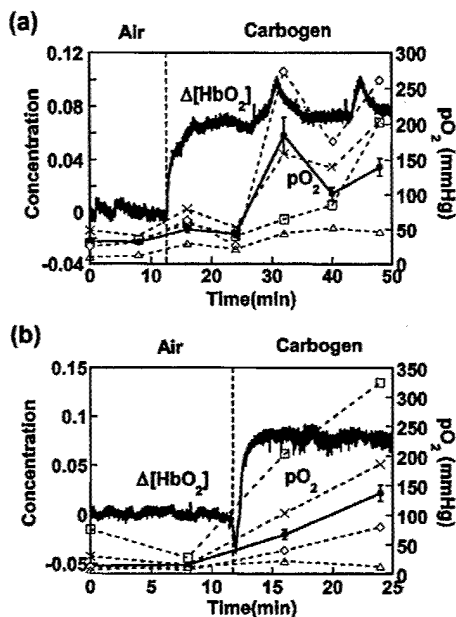 (a)
Air Carbogen
0.12
0.08
0.04
0
-0.04
Concentration
Δ[HbO2]
pO2
300
250
200
150
100
50
0
pO2 (mmHg)
0 10 20 30 40 50
Time(min)
(b)
Air Carbogen
0.15
0.1
0.05
0
-0.05
Concentration
Δ[HbO2]
pO2
350
300
250
200
150
100
50
0
pO2 (mmHg)
0 5 10 15 20 25
Time(min)